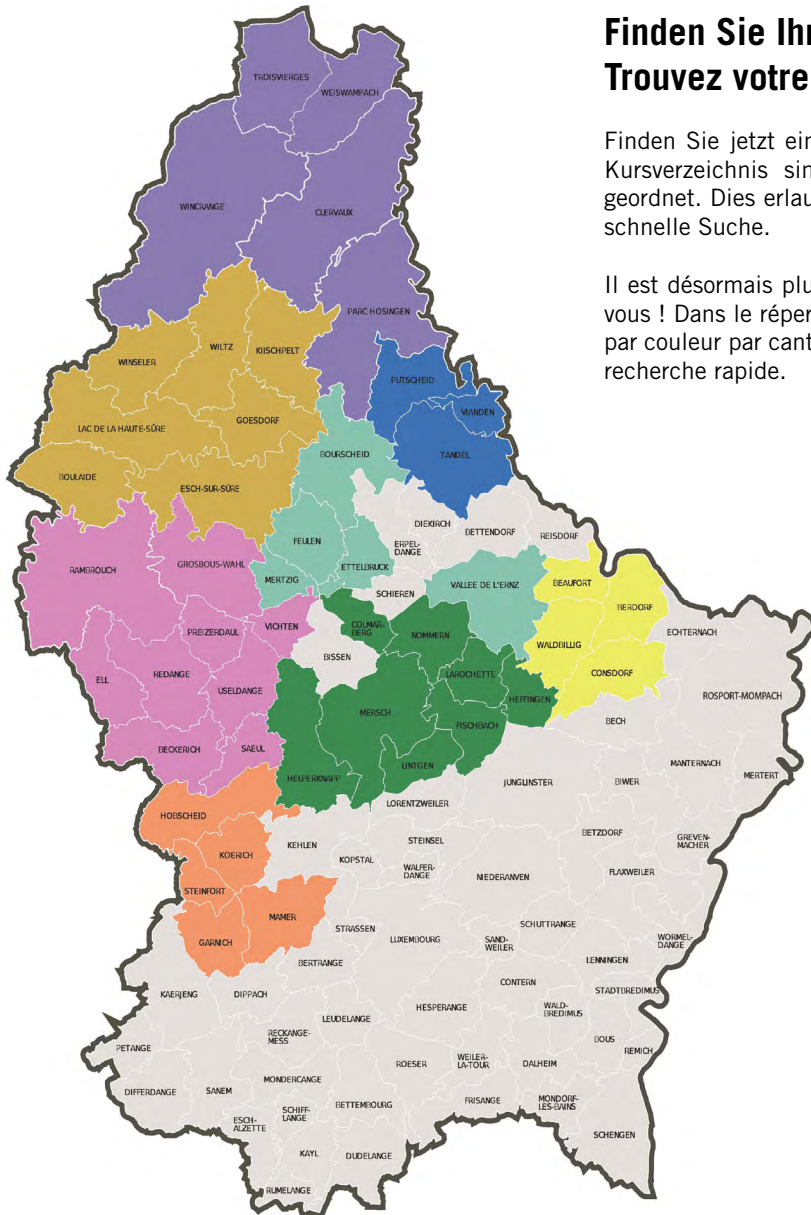 Finden Sie Ihr
Trouvez votre
Finden Sie jetzt ein
Kursverzeichnis sin
geordnet. Dies erlau
schnelle Suche.
Il est désormais plu
vous ! Dans le réper
par couleur par cant
recherche rapide.
TROISVIERGES
WEISWAMPACH
WINCRANGE
CLERVAUX
PARC HOSINGEN
WINSELER
WILTZ
KIISCHPELT
LAC DE LA HAUTE-SÛRE
GOESDORF
BOULAIDE
ESCH-SUR-SÛRE
PUTSCHEID
VIANDEN
TANDEL
BOURSCHEID
FEULEN
MERTZIG
ETTELBRUCK
ERPEL-
DANGE
DIEKIRCH
BETTENDORF
REISDORF
SCHIEREN
VALLEE DE L'ERNZ
BEAUFORT
BERDORF
WALDBILLIG
CONSDORF
ECHTERNACH
ROSPORT-MOMPACH
RAMBROUCH
GROSBOUS-WAHL
PREIZERDAUL
VICHTEN
ELL
REDANGE
USELDANGE
BECKERICH
SAEUL
COLMAR-
BERG
BISSEN
NOMMERN
LAROCHETTE
HEFFINGEN
MERSCH
FISCHBACH
LINTGEN
HELPERKNAPP
BECH
MANTERNACH
MERTERT
JUNGLINSTER
BIWER
LORENTZWEILER
HOBSCHEID
KOERICH
STEINFORT
MAMER
GARNICH
KEHLEN
KOPSTAL
STEINSEL
WALFER-
DANGE
NIEDERANVEN
BETZDORF
GREVEN-
MACHER
FLAXWEILER
STRASSEN
LUXEMBOURG
SAND-
WEILER
SCHUTTRANGE
WORMEL-
DANGE
LENNINGEN
BERTRANGE
KAERJENG
DIPPACH
CONTERN
STADTBREDIMUS
LEUDELANGE
HESPERANGE
WALD-
BREDIMUS
RECKANGE-
MESS
BOUS
REMICH
PETANGE
ROESER
WEILER-
LA-TOUR
DALHEIM
MONDERCANGE
DIFFERDANGE
SANEM
ESCH-
ALZETTE
SCHIFF-
LANGE
BETTEMBOURG
FRISANGE
MONDORF-
LES-BAINS
SCHENGEN
KAYL
DUDELANGE
RUMELANGE